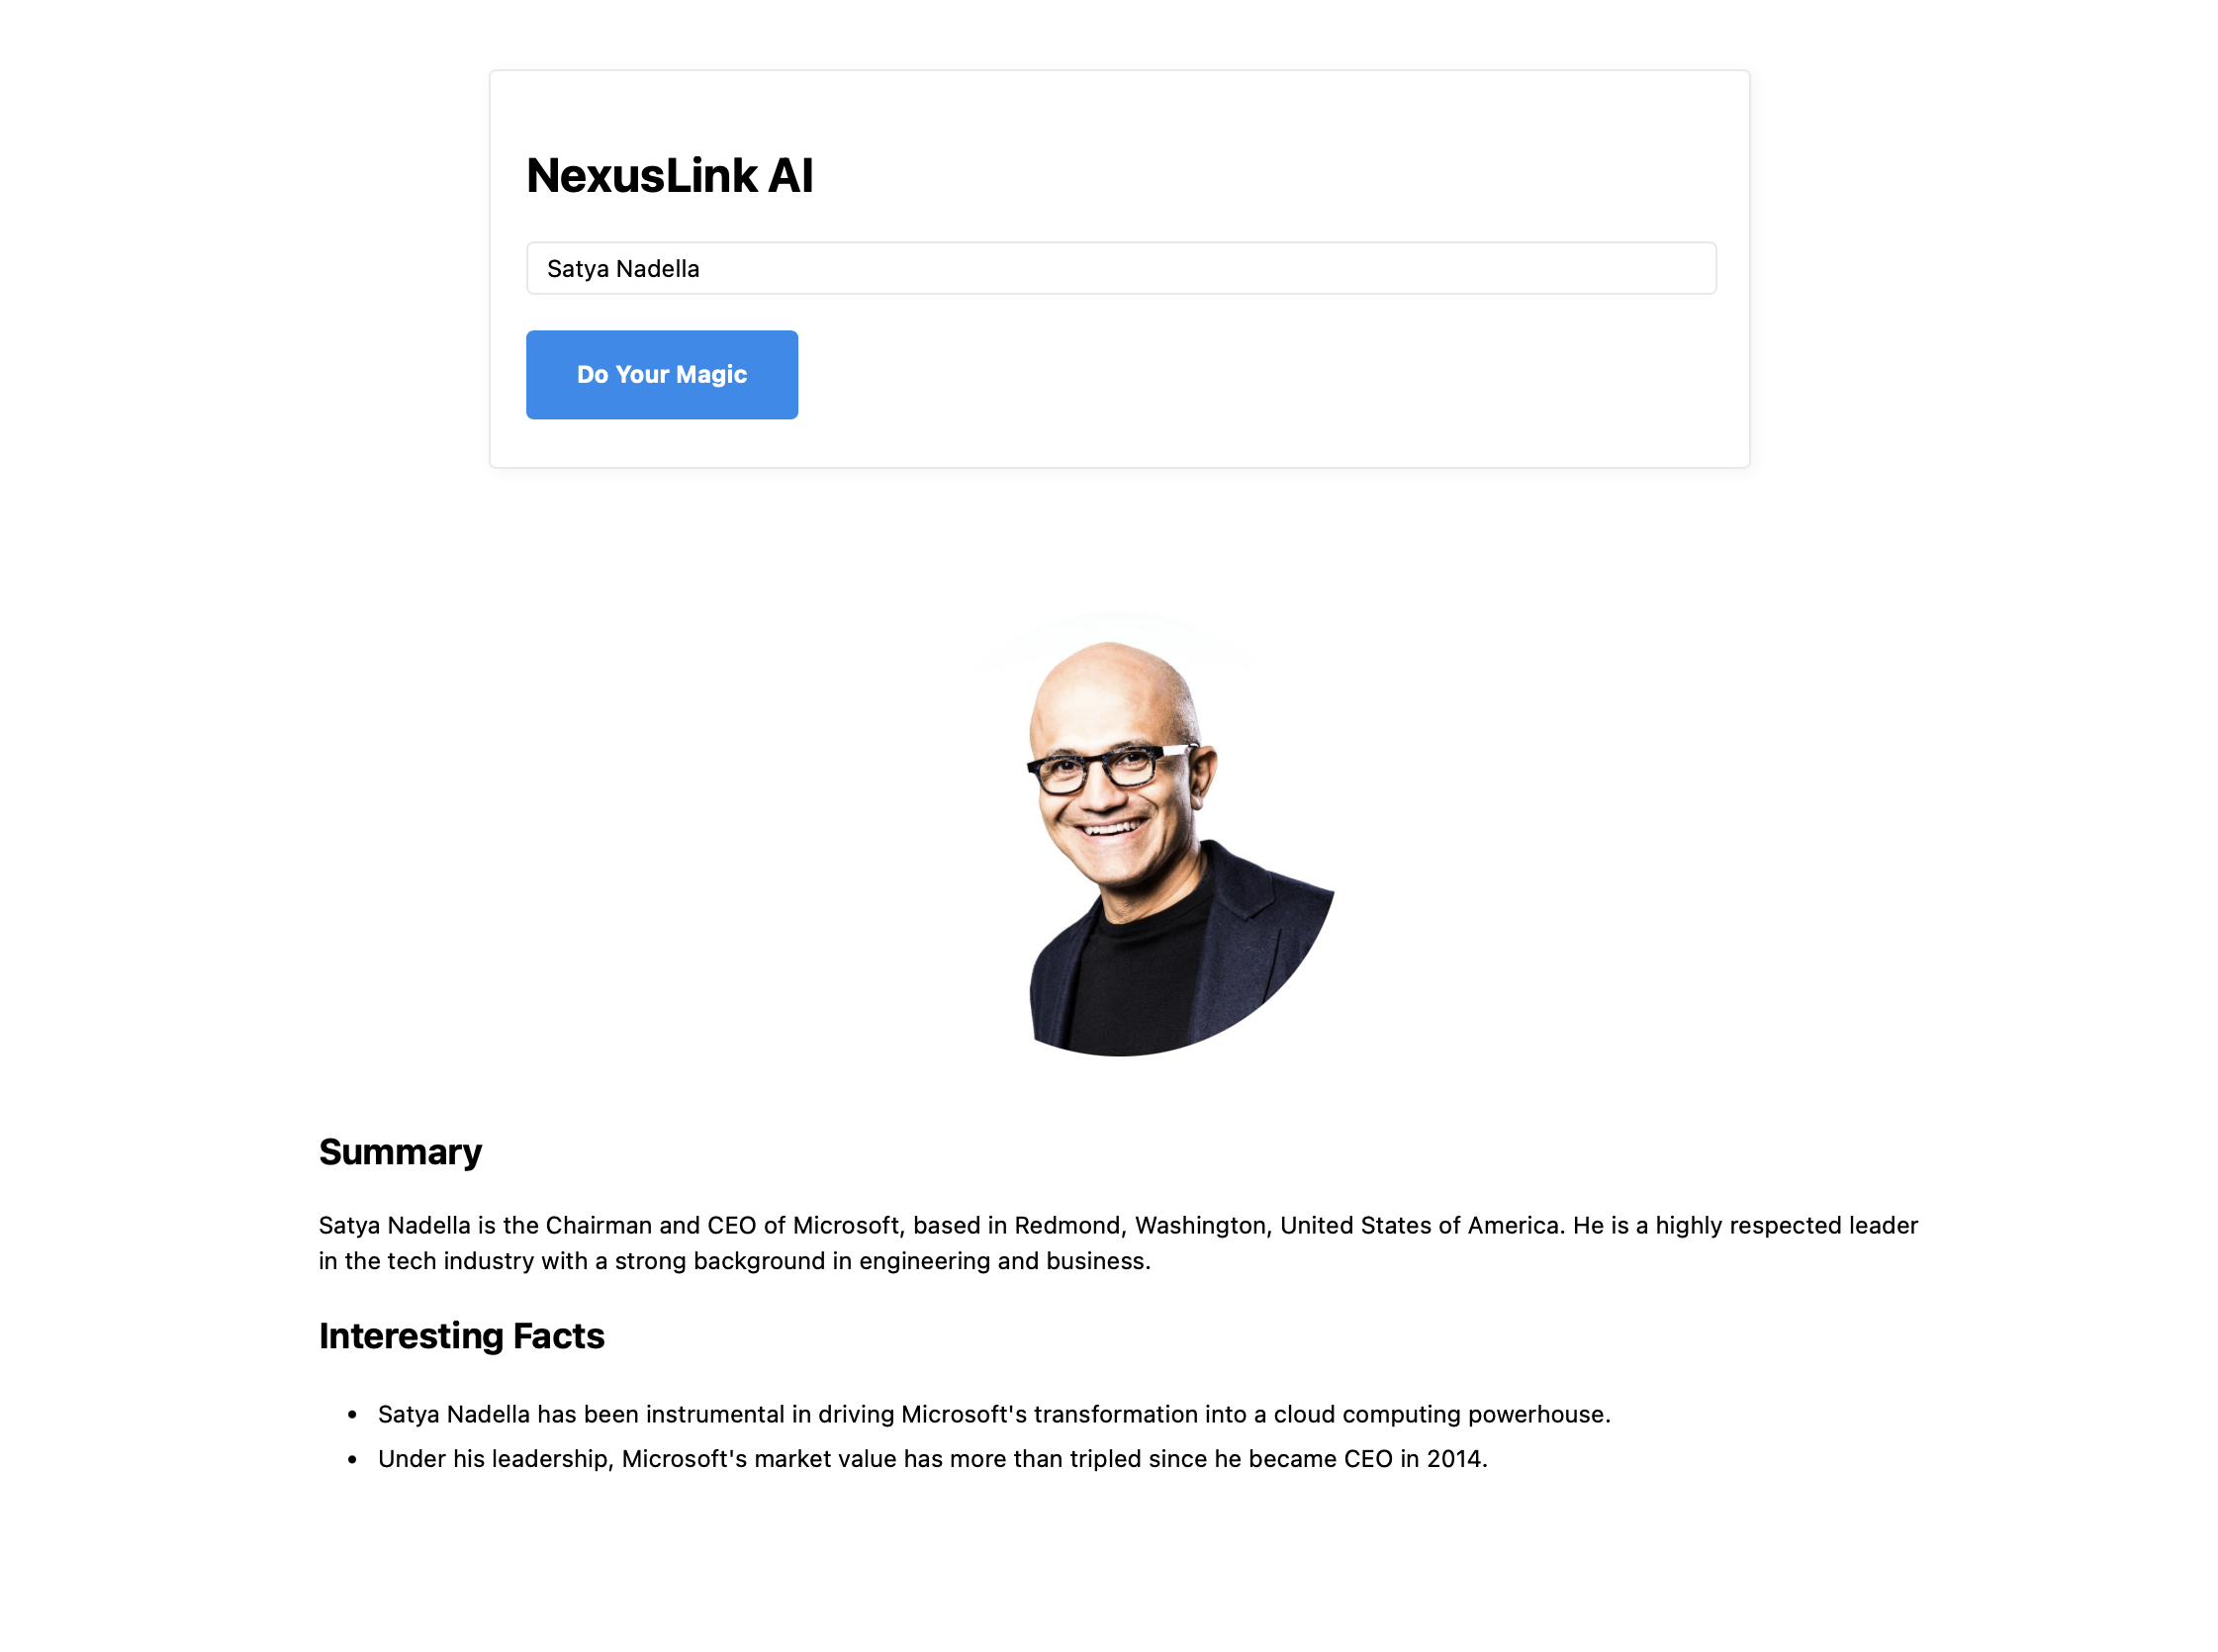 NexusLink AI
Satya Nadella
Do Your Magic
Summary
Satya Nadella is the Chairman and CEO of Microsoft, based in Redmond, Washington, United States of America. He is a highly respected leader
in the tech industry with a strong background in engineering and business.
Interesting Facts
• Satya Nadella has been instrumental in driving Microsoft's transformation into a cloud computing powerhouse.
• Under his leadership, Microsoft's market value has more than tripled since he became CEO in 2014.